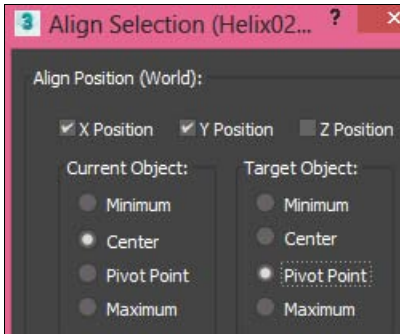 3 Align Selection (Helix02... ? ×
Align Position (World):
X Position Y Position Z Position
Current Object: Target Object:
Minimum Minimum
Center Center
Pivot Point Pivot Point
Maximum Maximum